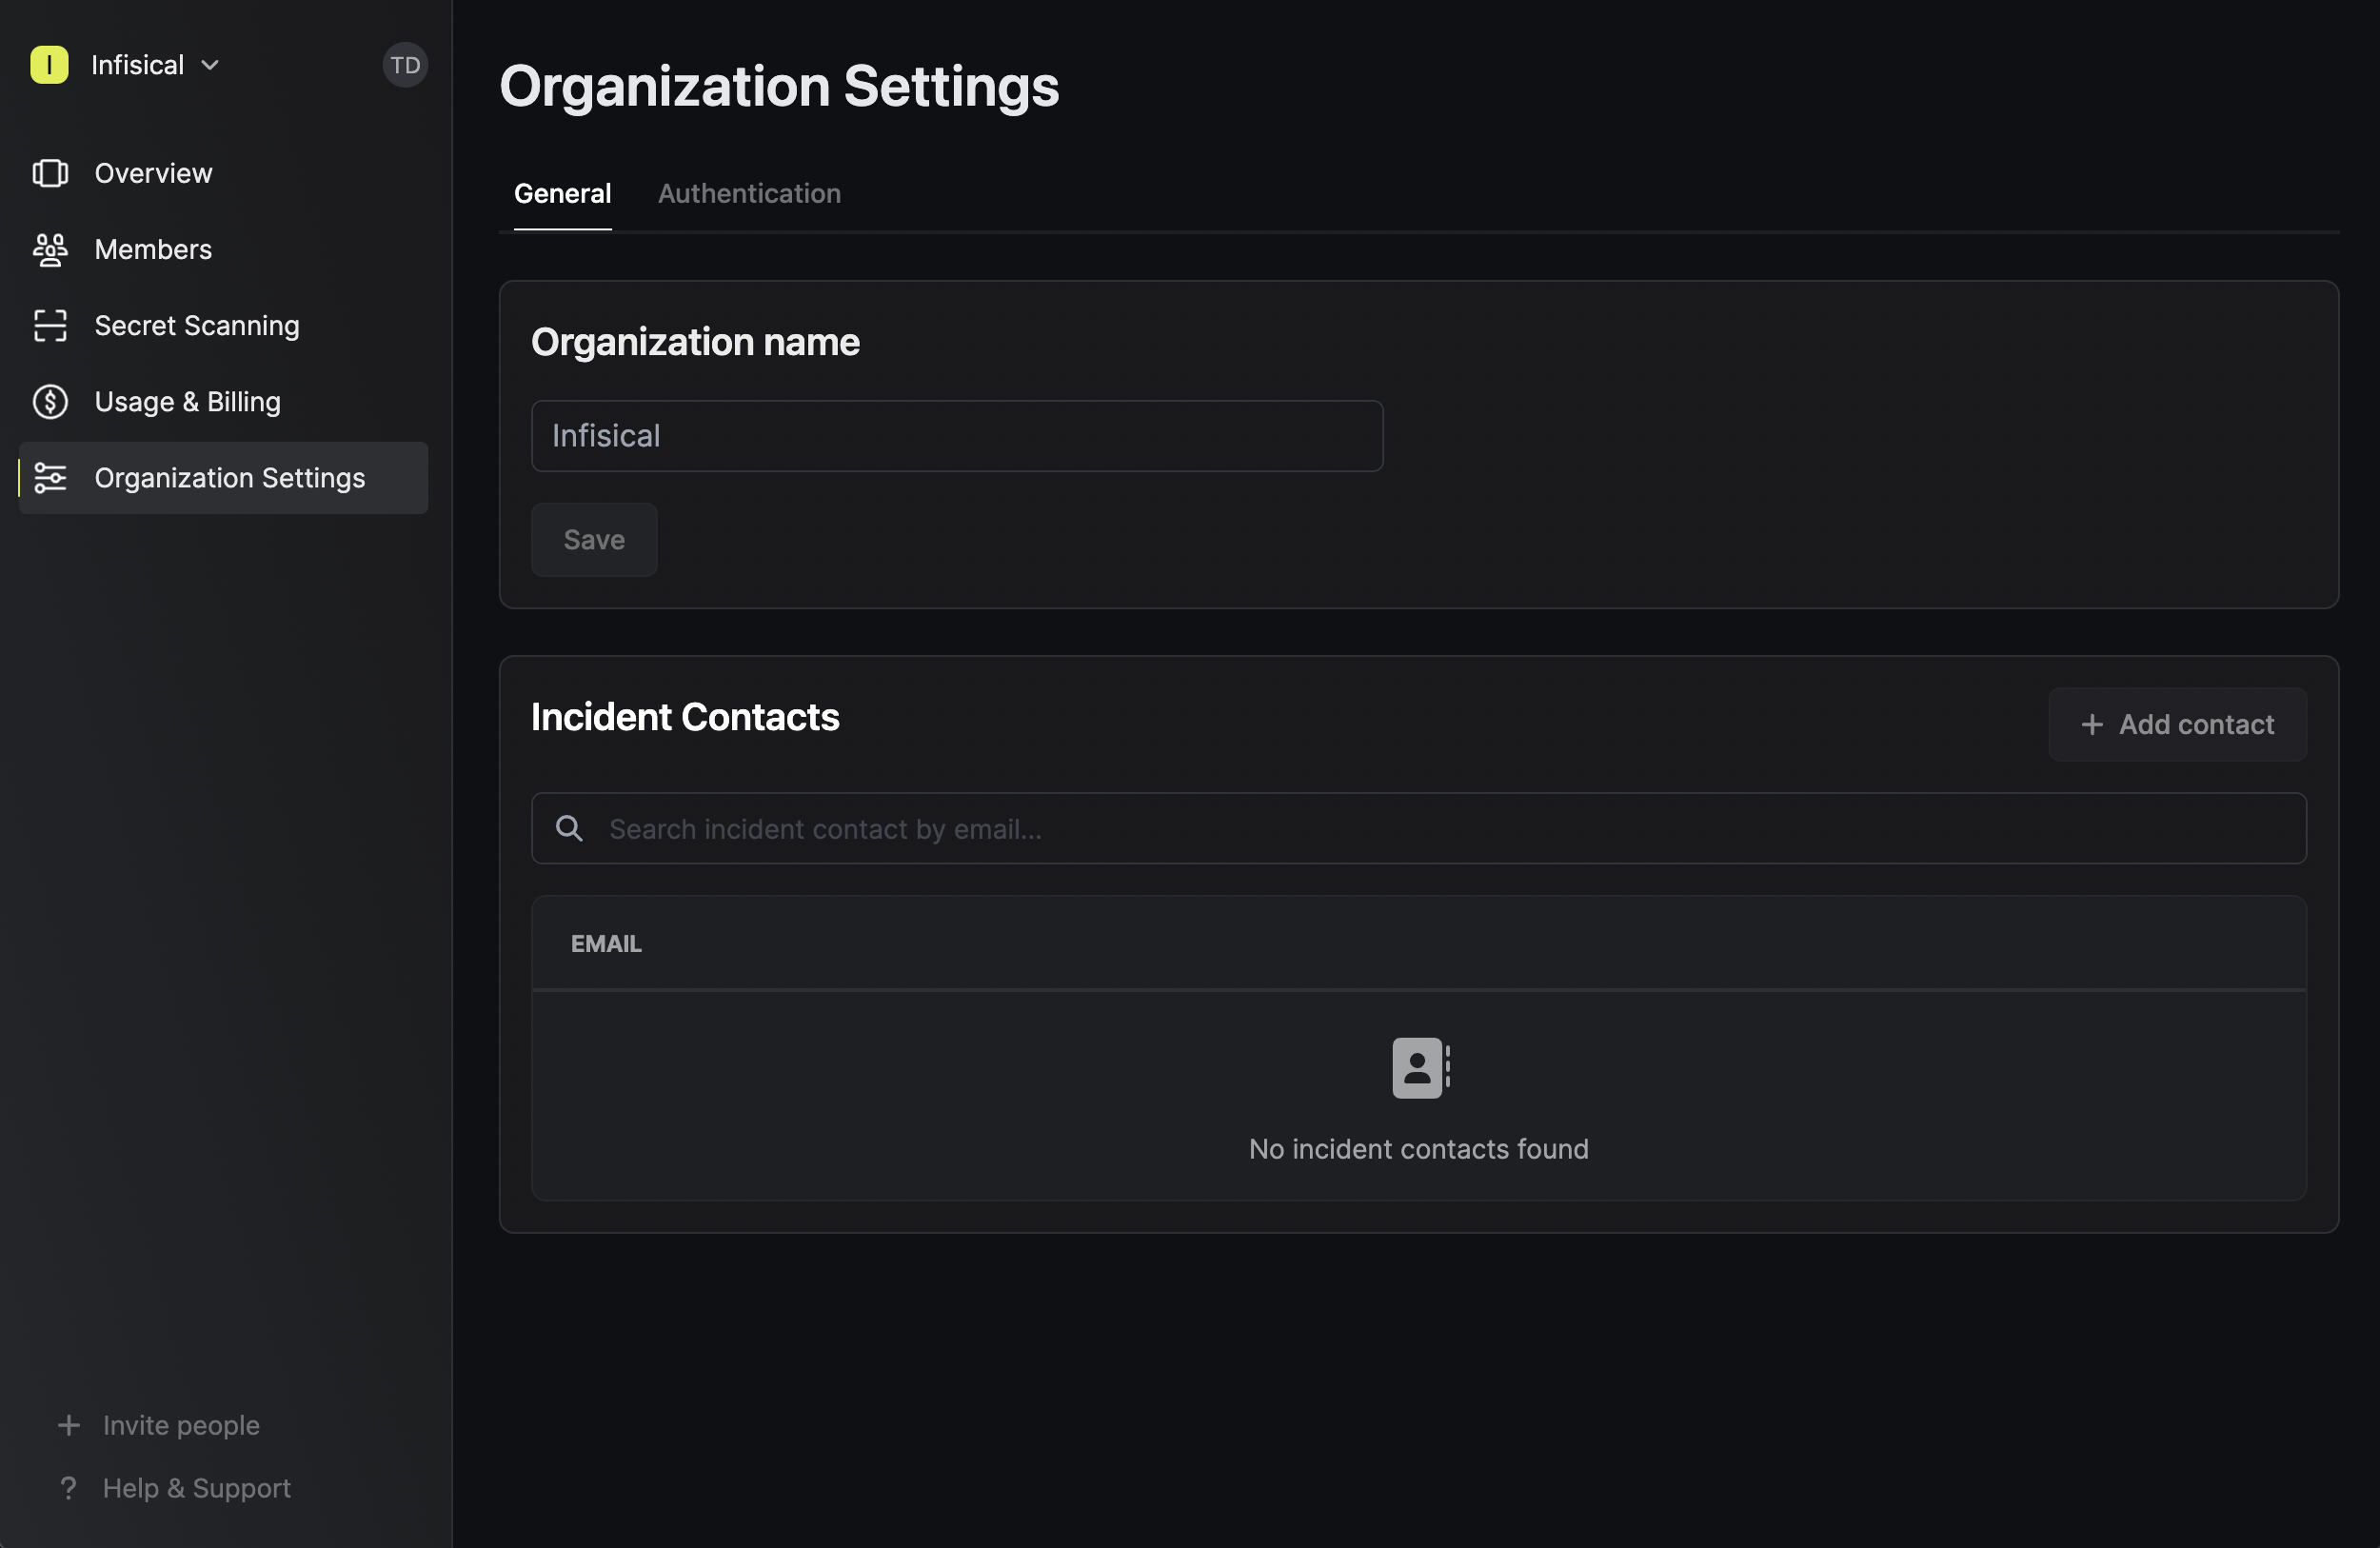 I Infisical TD
Overview
Members
Secret Scanning
Usage & Billing
Organization Settings
+ Invite people
? Help & Support
Organization Settings
General Authentication
Organization name
Infisical
Save
Incident Contacts
+ Add contact
Search incident contact by email...
EMAIL
No incident contacts found